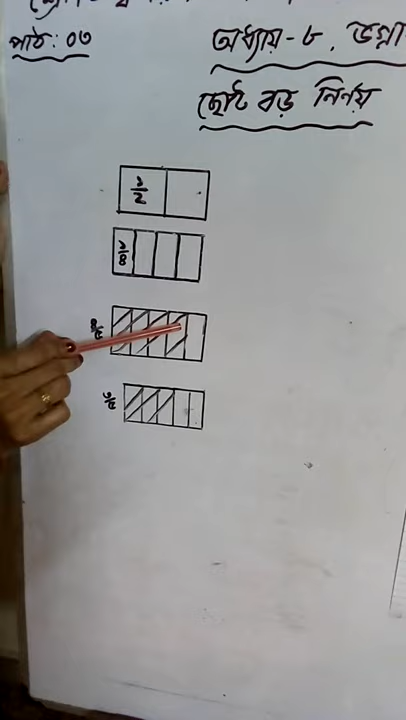 পাঠ: ০৩
অধ্যায়-৮, ভগ্না
ছোট বড় নির্ণয়
১/২
১/৪
৪/৫
৩/৫